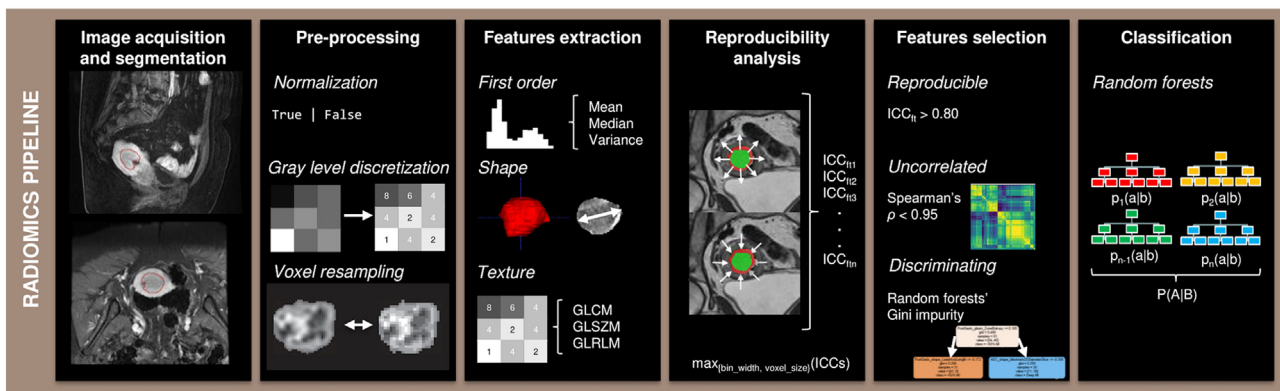 RADIOMICS PIPELINE
Image acquisition
and segmentation
Pre-processing
Normalization
True | False
Gray level discretization
8 6 4
4 2 4
1 4 2
Voxel resampling
Features extraction
First order
Mean
Median
Variance
Shape
Texture
8 6 4
4 2 4
1 4 2
GLCM
GLSZM
GLRLM
Reproducibility
analysis
ICCft1
ICCft2
ICCft3
.
.
.
ICCftn
max{bin_width, voxel_size}(ICCs)
Features selection
Reproducible
ICCft > 0.80
Uncorrelated
Spearman's
ρ < 0.95
Discriminating
Random forests'
Gini impurity
Classification
Random forests
p1(a|b)
p2(a|b)
pn-1(a|b)
pn(a|b)
P(A|B)